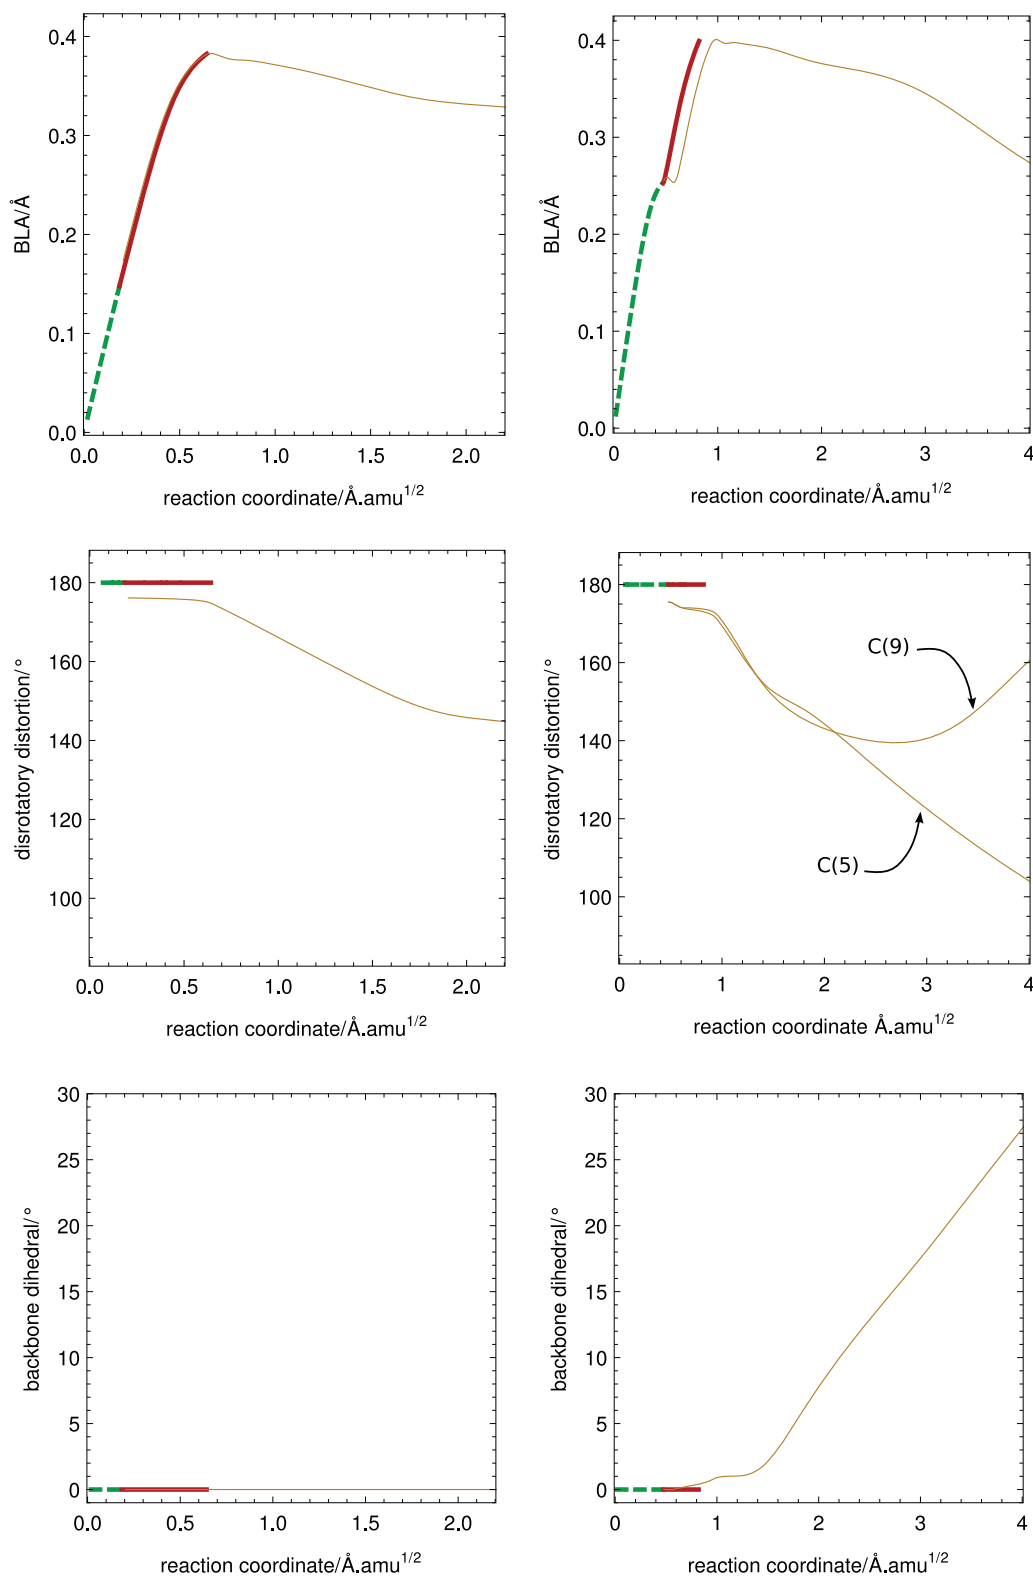 BLA/Å
0.4
0.3
0.2
0.1
0.0
0.0 0.5 1.0 1.5 2.0
reaction coordinate/Å.amu1/2
BLA/Å
0.4
0.3
0.2
0.1
0.0
0 1 2 3 4
reaction coordinate/Å.amu1/2
disrotatory distortion/°
180
160
140
120
100
0.0 0.5 1.0 1.5 2.0
reaction coordinate/Å.amu1/2
disrotatory distortion/°
180
160
140
120
100
C(9)
C(5)
0 1 2 3 4
reaction coordinate Å.amu1/2
backbone dihedral/°
30
25
20
15
10
5
0
0.0 0.5 1.0 1.5 2.0
reaction coordinate/Å.amu1/2
backbone dihedral/°
30
25
20
15
10
5
0
0 1 2 3 4
reaction coordinate/Å.amu1/2